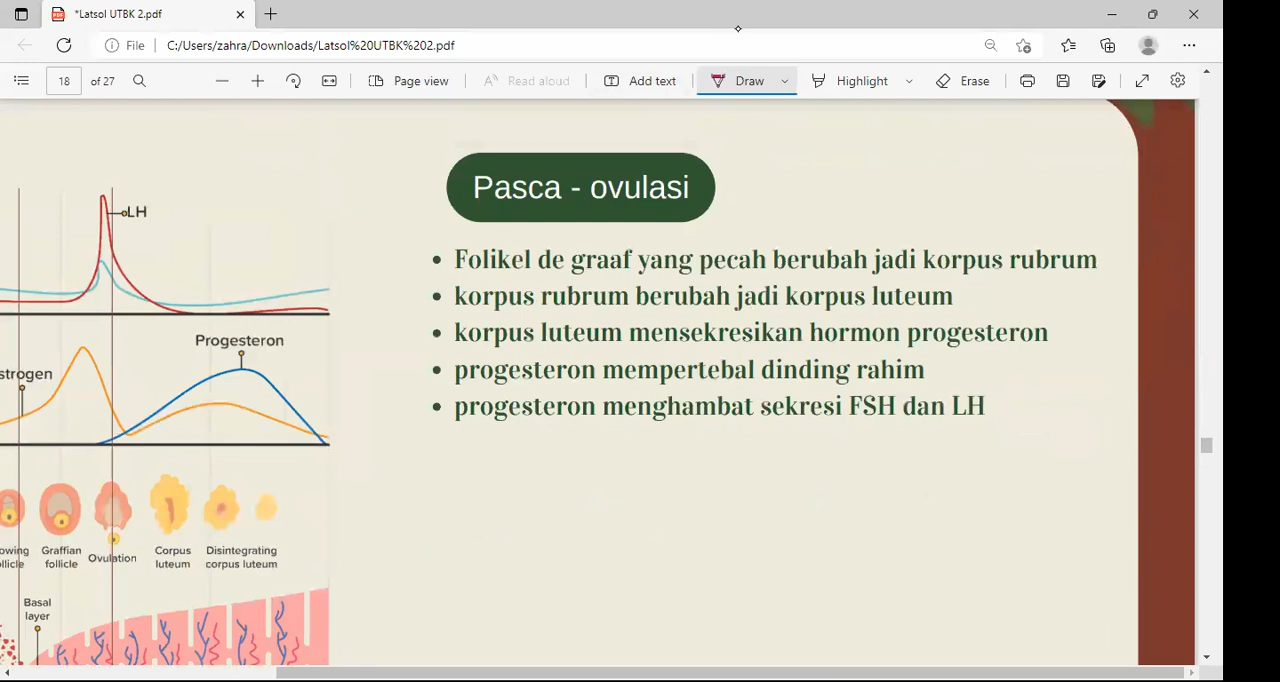 *Latsol UTBK 2.pdf
File
C:/Users/zahra/Downloads/Latsol%20UTBK%202.pdf
18 of 27
Page view
Read aloud
Add text
Draw
Highlight
Erase
Pasca - ovulasi
Folikel de graaf yang pecah berubah jadi korpus rubrum
korpus rubrum berubah jadi korpus luteum
korpus luteum mensekresikan hormon progesteron
progesteron mempertebal dinding rahim
progesteron menghambat sekresi FSH dan LH
LH
Progesteron
strogen
owing
llicle
Graffian
follicle
Ovulation
Corpus
luteum
Disintegrating
corpus luteum
Basal
layer